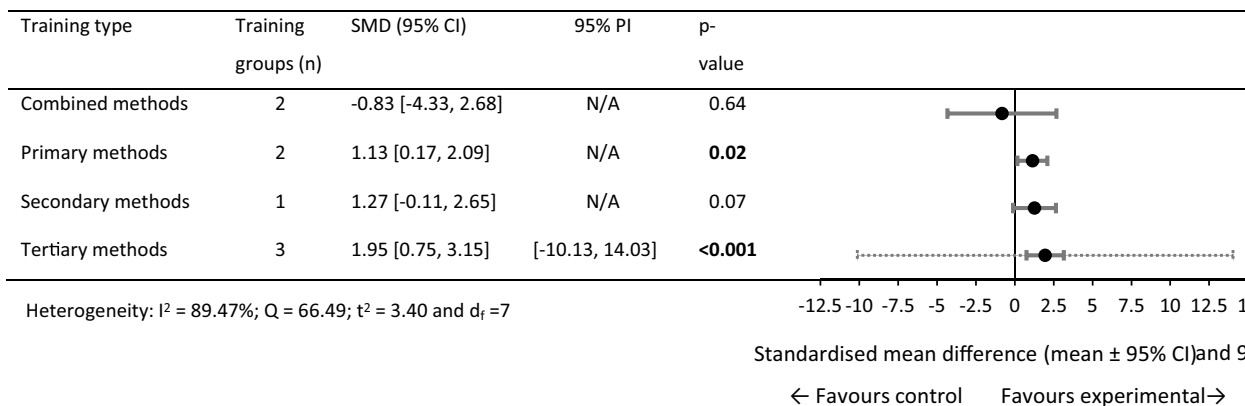 Training type Training groups (n) SMD (95% CI) 95% PI p-value
Combined methods 2 -0.83 [-4.33, 2.68] N/A 0.64
Primary methods 2 1.13 [0.17, 2.09] N/A 0.02
Secondary methods 1 1.27 [-0.11, 2.65] N/A 0.07
Tertiary methods 3 1.95 [0.75, 3.15] [-10.13, 14.03] <0.001
Heterogeneity: I² = 89.47%; Q = 66.49; t² = 3.40 and df =7
-12.5 -10 -7.5 -5 -2.5 0 2.5 5 7.5 10 12.5 1
Standardised mean difference (mean ± 95% CI)and 9
← Favours control Favours experimental→